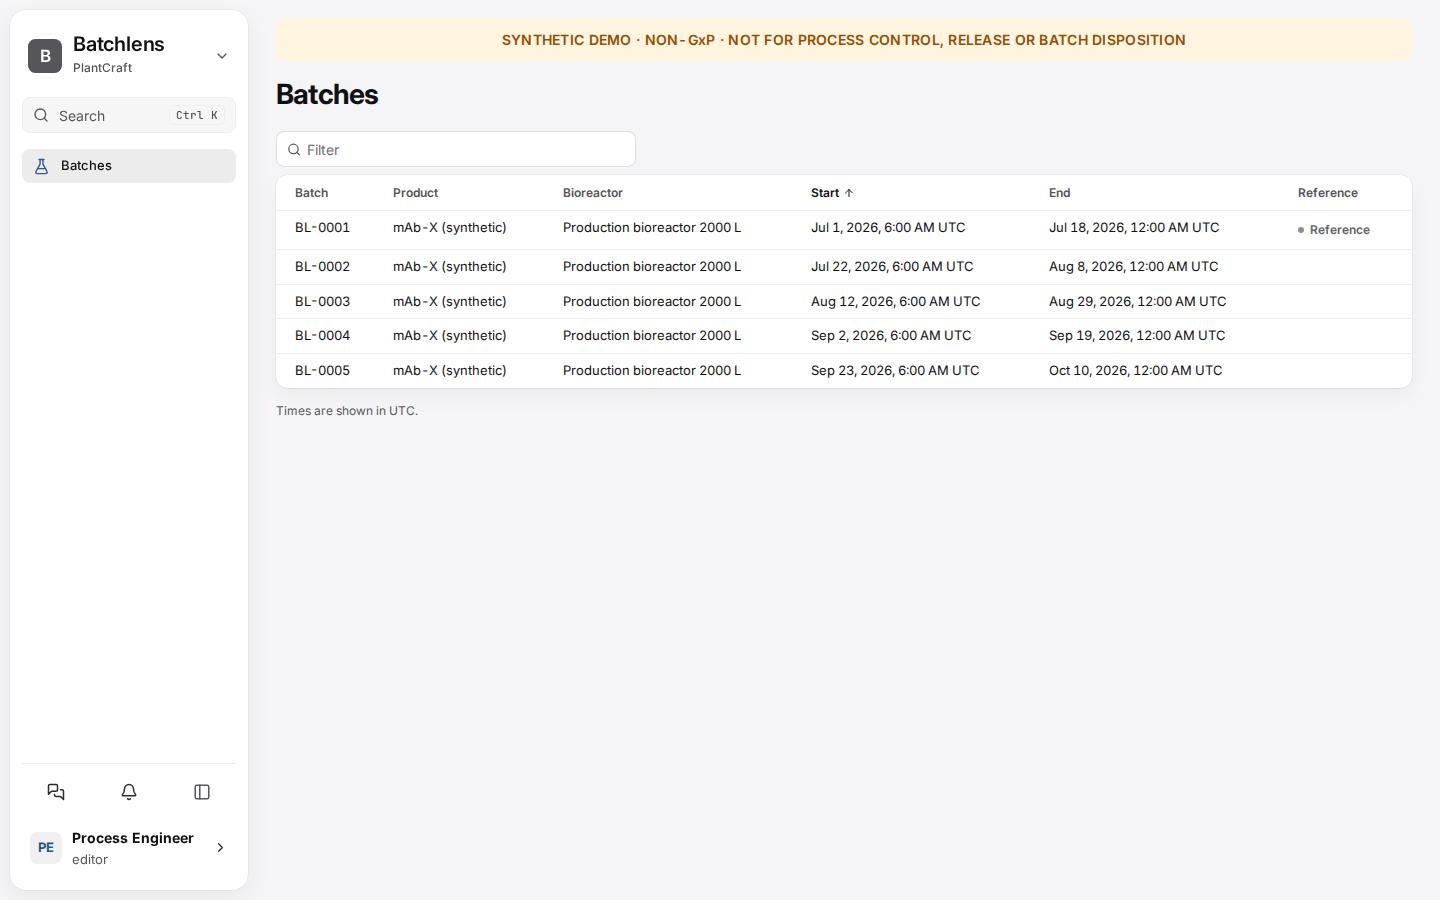 B
Batchlens
PlantCraft
Search
Ctrl K
Batches
Process Engineer
PE
editor
SYNTHETIC DEMO · NON-GxP · NOT FOR PROCESS CONTROL, RELEASE OR BATCH DISPOSITION
Batches
Filter
Batch Product Bioreactor Start ↑ End Reference
BL-0001 mAb-X (synthetic) Production bioreactor 2000 L Jul 1, 2026, 6:00 AM UTC Jul 18, 2026, 12:00 AM UTC Reference
BL-0002 mAb-X (synthetic) Production bioreactor 2000 L Jul 22, 2026, 6:00 AM UTC Aug 8, 2026, 12:00 AM UTC
BL-0003 mAb-X (synthetic) Production bioreactor 2000 L Aug 12, 2026, 6:00 AM UTC Aug 29, 2026, 12:00 AM UTC
BL-0004 mAb-X (synthetic) Production bioreactor 2000 L Sep 2, 2026, 6:00 AM UTC Sep 19, 2026, 12:00 AM UTC
BL-0005 mAb-X (synthetic) Production bioreactor 2000 L Sep 23, 2026, 6:00 AM UTC Oct 10, 2026, 12:00 AM UTC
Times are shown in UTC.